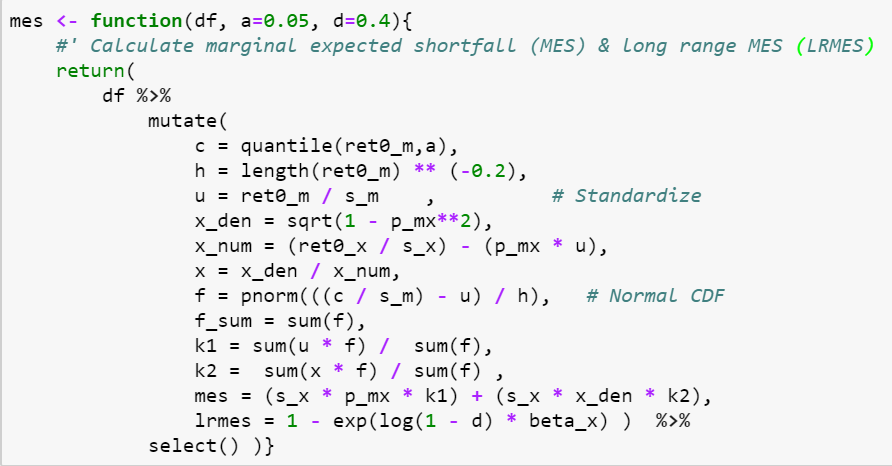 mes <- function(df, a=0.05, d=0.4){
    #' Calculate marginal expected shortfall (MES) & long range MES (LRMES)
    return(
        df %>%
            mutate(
                c = quantile(ret0_m,a),
                h = length(ret0_m) ** (-0.2),
                u = ret0_m / s_m    ,          # Standardize
                x_den = sqrt(1 - p_mx**2),
                x_num = (ret0_x / s_x) - (p_mx * u),
                x = x_den / x_num,
                f = pnorm(((c / s_m) - u) / h),   # Normal CDF
                f_sum = sum(f),
                k1 = sum(u * f) /  sum(f),
                k2 =  sum(x * f) / sum(f) ,
                mes = (s_x * p_mx * k1) + (s_x * x_den * k2),
                lrmes = 1 - exp(log(1 - d) * beta_x) )  %>%
            select() )}